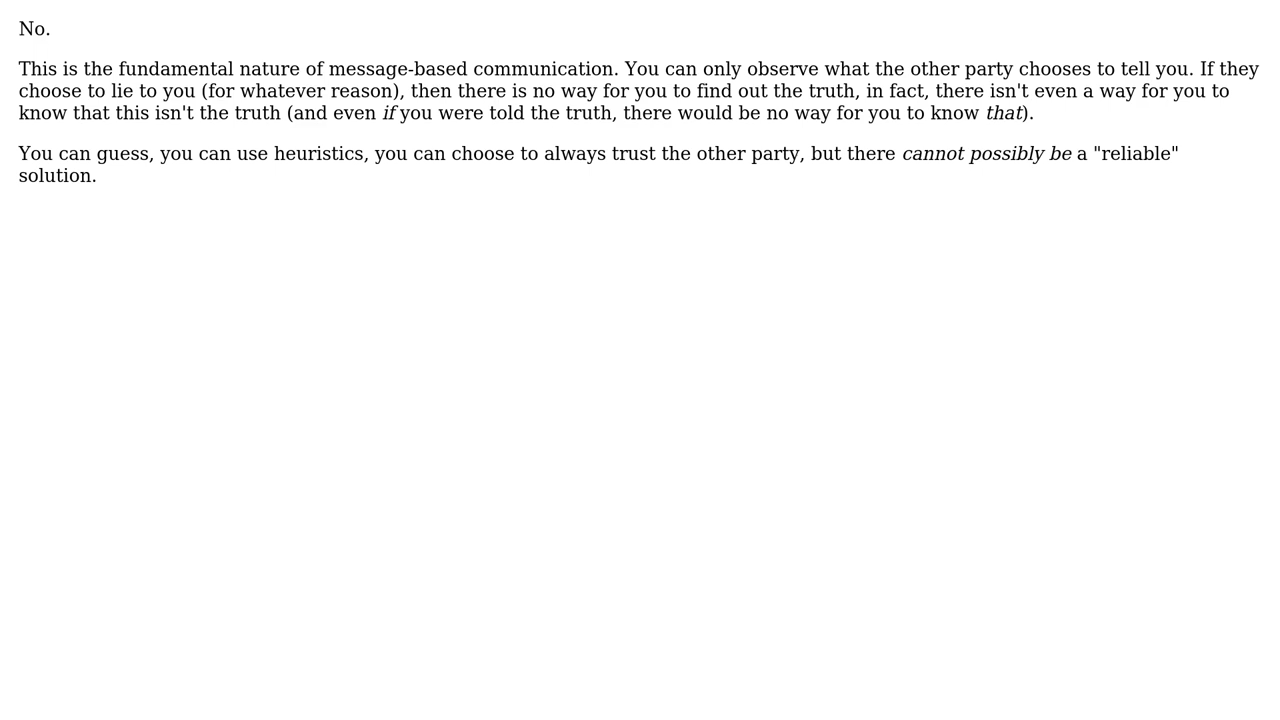 No.
This is the fundamental nature of message-based communication. You can only observe what the other party chooses to tell you. If they
choose to lie to you (for whatever reason), then there is no way for you to find out the truth, in fact, there isn't even a way for you to
know that this isn't the truth (and even if you were told the truth, there would be no way for you to know that).
You can guess, you can use heuristics, you can choose to always trust the other party, but there cannot possibly be a "reliable"
solution.